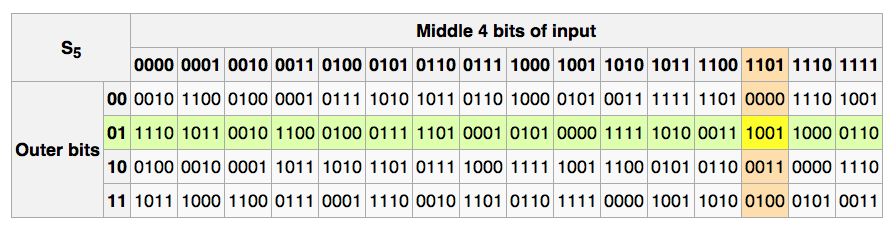 S5 Middle 4 bits of input
0000 0001 0010 0011 0100 0101 0110 0111 1000 1001 1010 1011 1100 1101 1110 1111
Outer bits
00 0010 1100 0100 0001 0111 1010 1011 0110 1000 0101 0011 1111 1101 0000 1110 1001
01 1110 1011 0010 1100 0100 0111 1101 0001 0101 0000 1111 1010 0011 1001 1000 0110
10 0100 0010 0001 1011 1010 1101 0111 1000 1111 1001 1100 0101 0110 0011 0000 1110
11 1011 1000 1100 0111 0001 1110 0010 1101 0110 1111 0000 1001 1010 0100 0101 0011